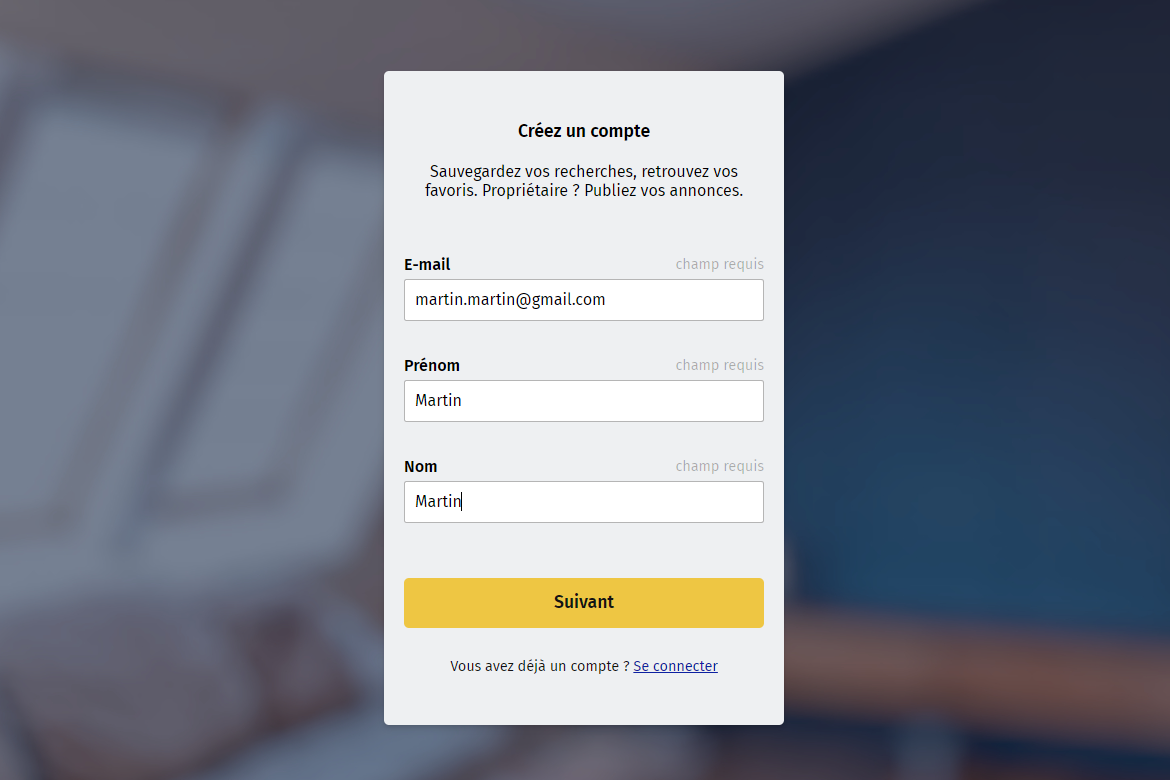 Créez un compte
Sauvegardez vos recherches, retrouvez vos
favoris. Propriétaire ? Publiez vos annonces.
E-mail champ requis
martin.martin@gmail.com
Prénom champ requis
Martin
Nom champ requis
Martin
Suivant
Vous avez déjà un compte ? Se connecter